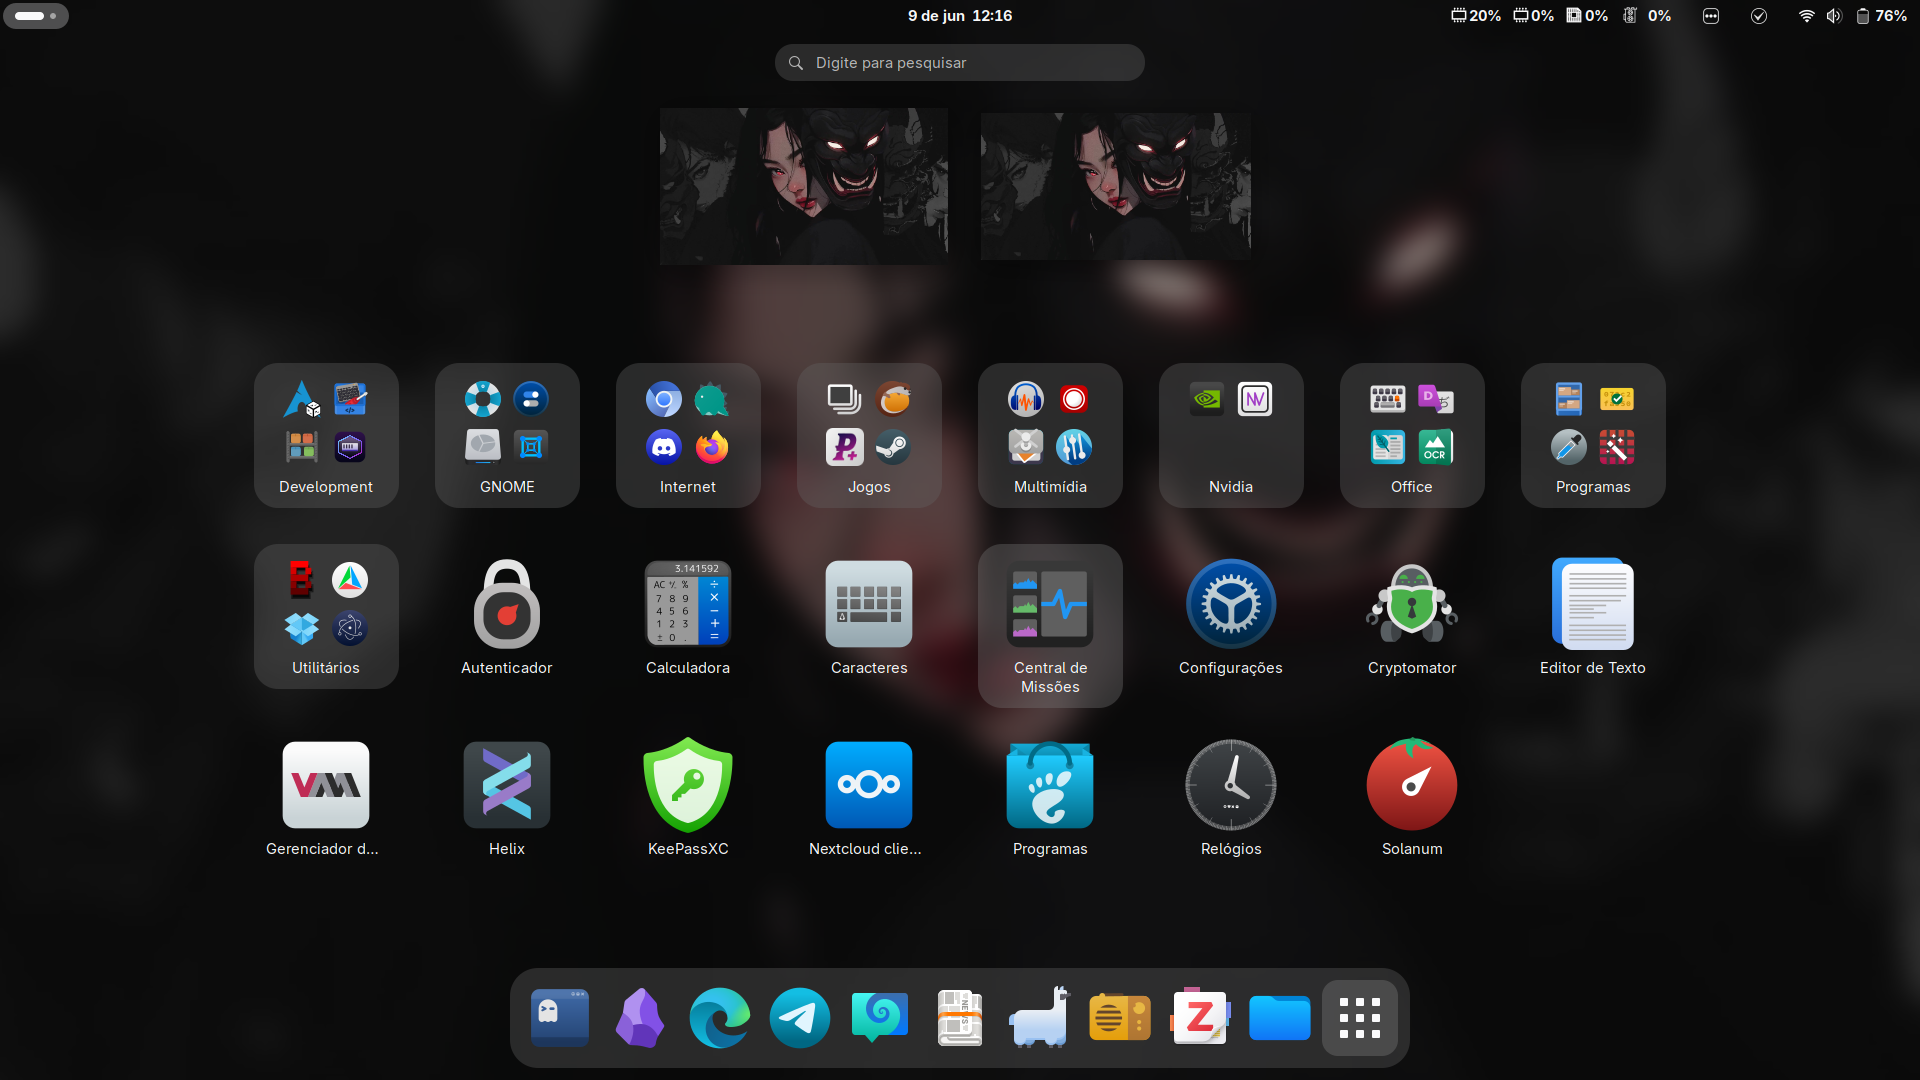 9 de jun 12:16
20% 0% 0% 0% 76%
Digite para pesquisar
Development
GNOME
Internet
Jogos
Multimídia
Nvidia
Office
Programas
OCR
3.141592
AC
%
7 8 9
4 5 6
1 2 3
± 0 .
Utilitários
Autenticador
Calculadora
Caracteres
Central de
Missões
Configurações
Cryptomator
Editor de Texto
Gerenciador d...
Helix
KeePassXC
Nextcloud clie...
Programas
Relógios
Solanum
NEWS
Z